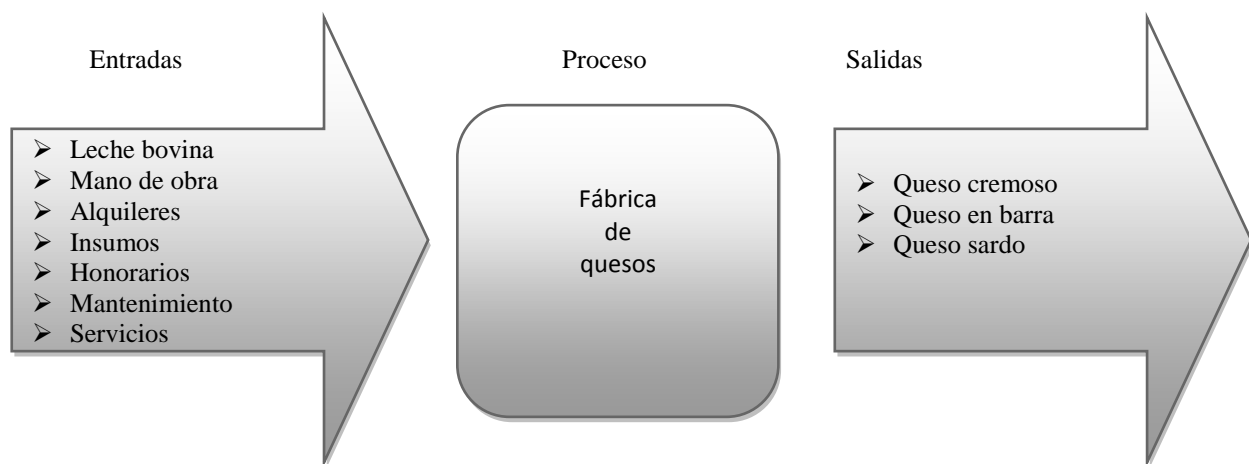 Entradas
➢ Leche bovina
➢ Mano de obra
➢ Alquileres
➢ Insumos
➢ Honorarios
➢ Mantenimiento
➢ Servicios
Proceso
Fábrica
de
quesos
Salidas
➢ Queso cremoso
➢ Queso en barra
➢ Queso sardo